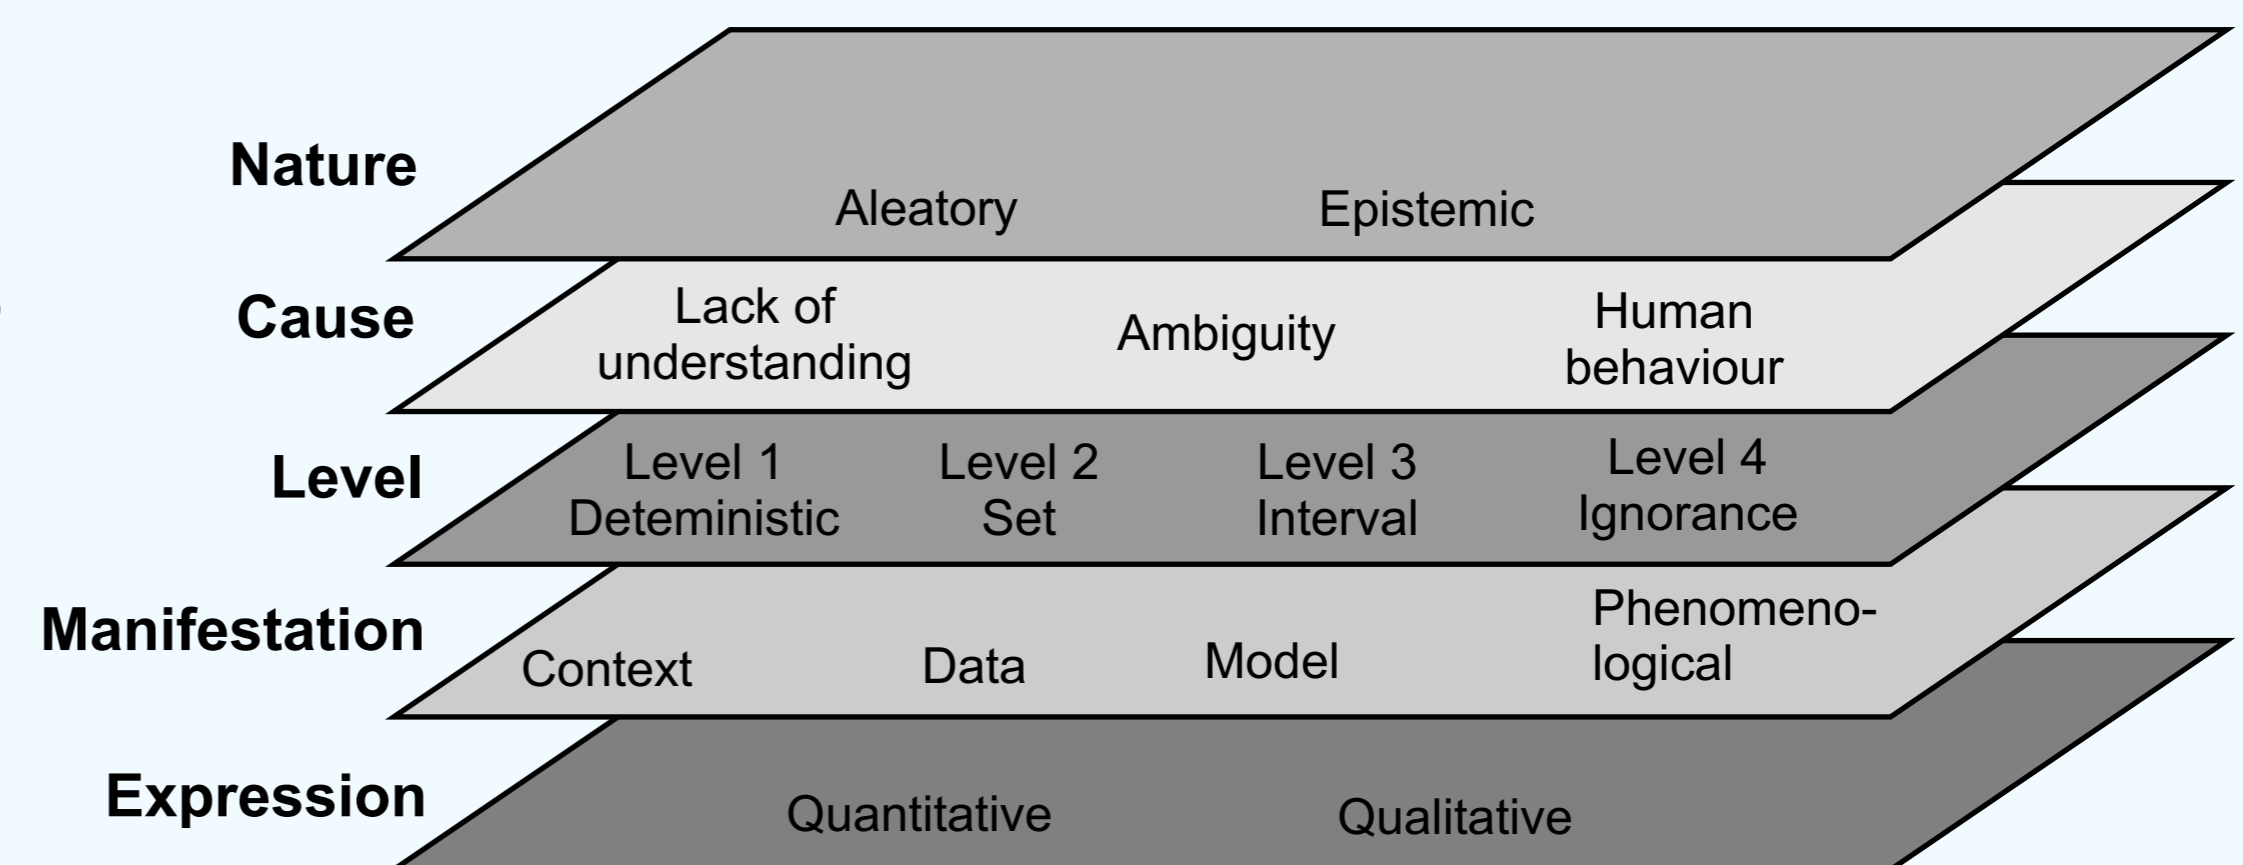 Nature
Aleatory Epistemic
Cause
Lack of
understanding
Ambiguity
Human
behaviour
Level
Level 1
Deteministic
Level 2
Set
Level 3
Interval
Level 4
Ignorance
Manifestation
Context
Data
Model
Phenomeno-
logical
Expression
Quantitative Qualitative